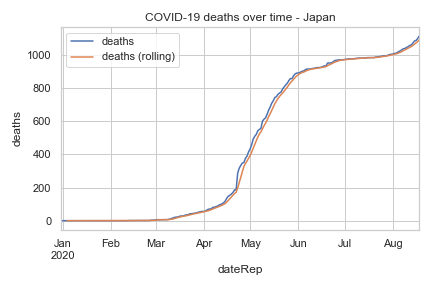 COVID-19 deaths over time - Japan
deaths
deaths (rolling)
deaths
1000
800
600
400
200
0
Jan Feb Mar Apr May Jun Jul Aug
2020
dateRep